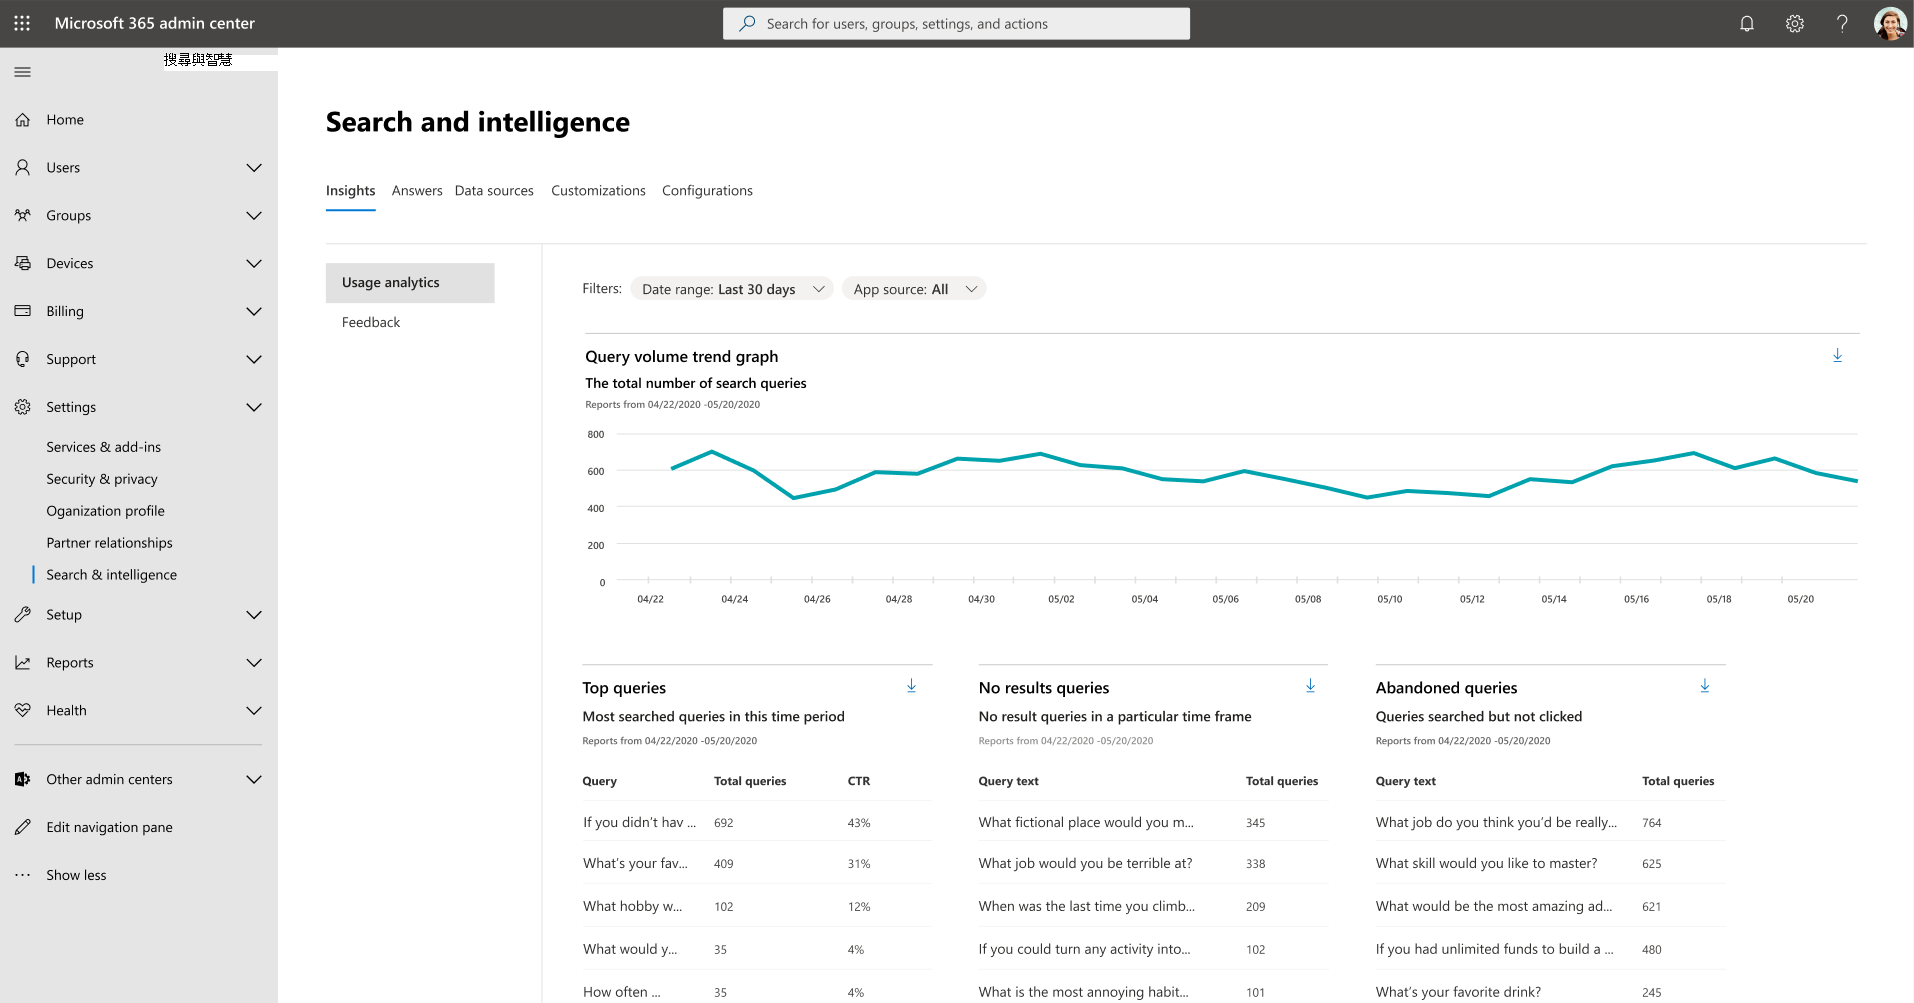 Microsoft 365 admin center
Search for users, groups, settings, and actions
搜尋與智慧
Home
Users
Groups
Devices
Billing
Support
Settings
Services & add-ins
Security & privacy
Oganization profile
Partner relationships
Search & intelligence
Setup
Reports
Health
Other admin centers
Edit navigation pane
Show less
Search and intelligence
Insights Answers Data sources Customizations Configurations
Usage analytics
Feedback
Filters: Date range: Last 30 days App source: All
Query volume trend graph
The total number of search queries
Reports from 04/22/2020 -05/20/2020
800
600
400
200
0
04/22 04/24 04/26 04/28 04/30 05/02 05/04 05/06 05/08 05/10 05/12 05/14 05/16 05/18 05/20
Top queries
Most searched queries in this time period
Reports from 04/22/2020 -05/20/2020
Query Total queries CTR
If you didn't hav ... 692 43%
What's your fav... 409 31%
What hobby w... 102 12%
What would y... 35 4%
How often ... 35 4%
No results queries
No result queries in a particular time frame
Reports from 04/22/2020 -05/20/2020
Query text Total queries
What fictional place would you m... 345
What job would you be terrible at? 338
When was the last time you climb... 209
If you could turn any activity into... 102
What is the most annoying habit... 101
Abandoned queries
Queries searched but not clicked
Reports from 04/22/2020 -05/20/2020
Query text Total queries
What job do you think you'd be really... 764
What skill would you like to master? 625
What would be the most amazing ad... 621
If you had unlimited funds to build a ... 480
What's your favorite drink? 245